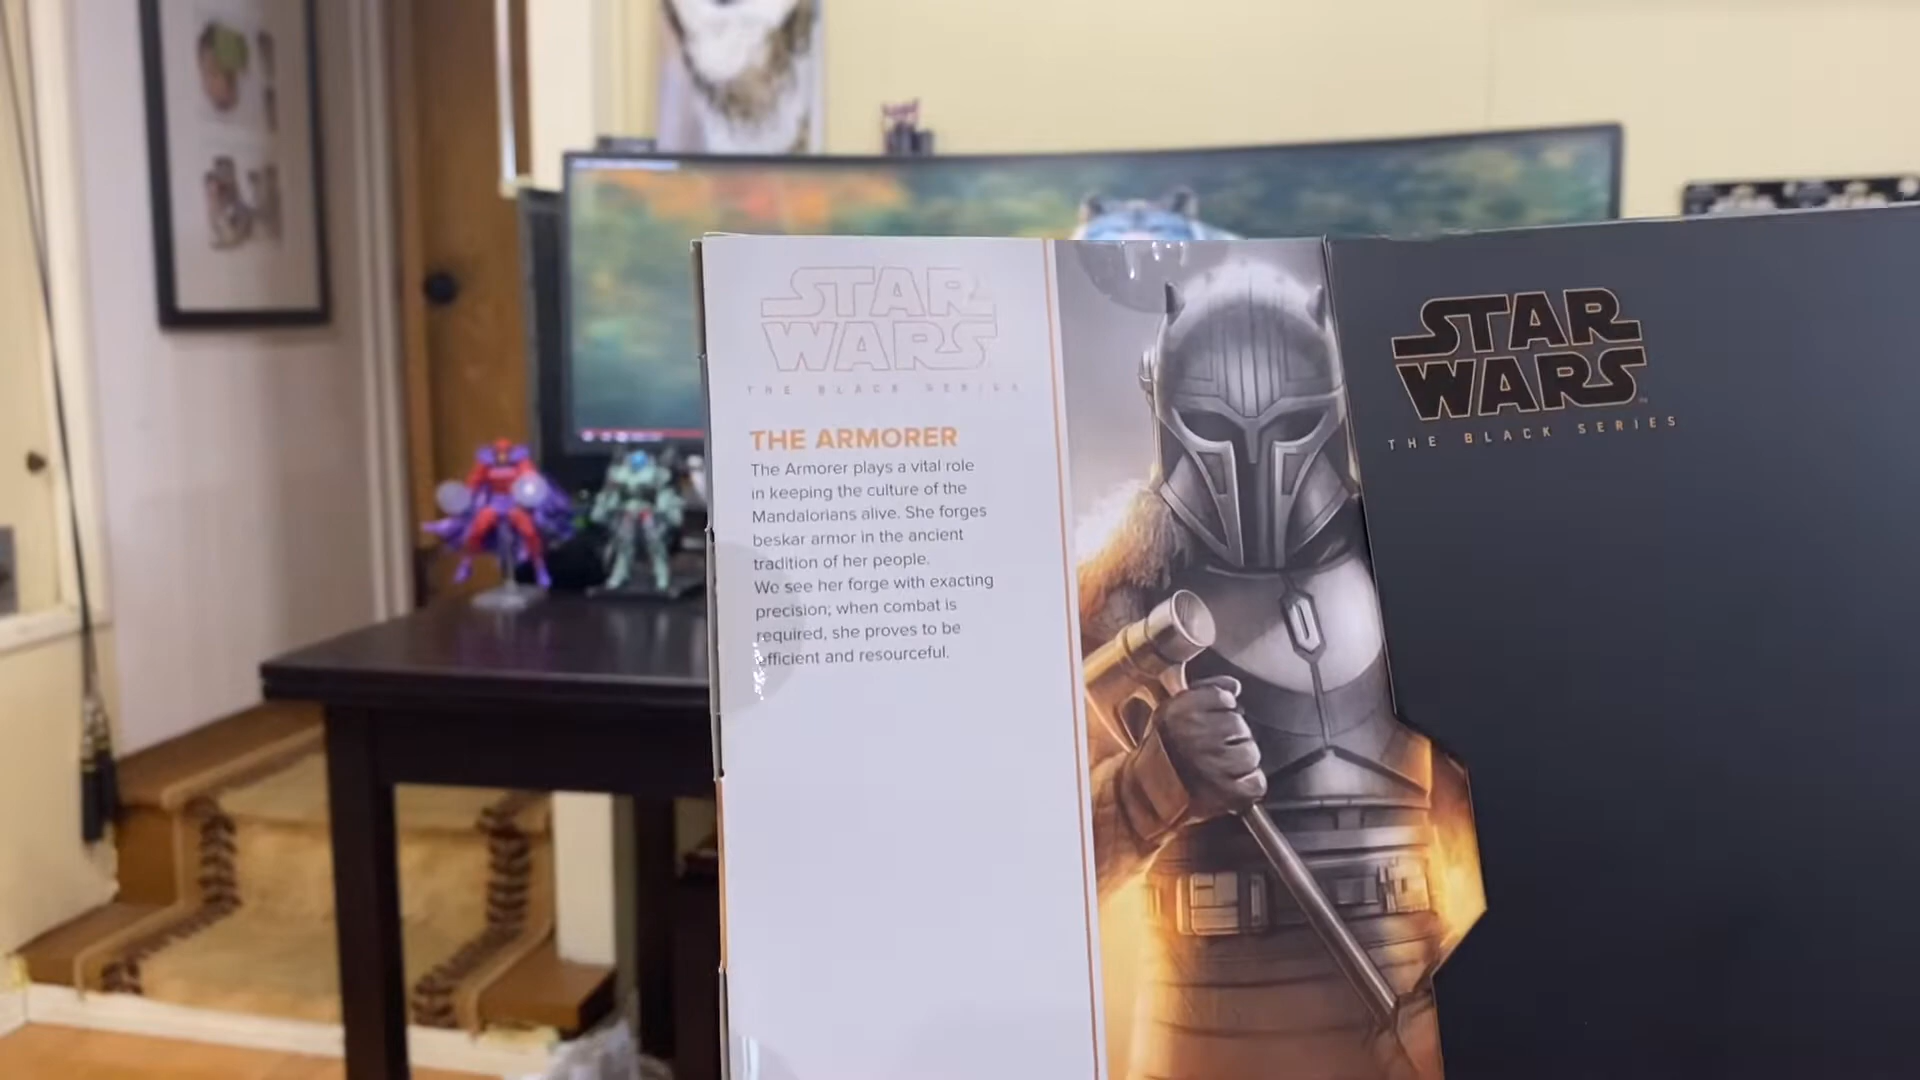 STAR
WARS
THE BLACK SERIES
THE ARMORER
The Armorer plays a vital role
in keeping the culture of the
Mandalorians alive. She forges
beskar armor in the ancient
tradition of her people.
We see her forge with exacting
precision; when combat is
required, she proves to be
efficient and resourceful.
STAR
WARS
THE BLACK SERIES